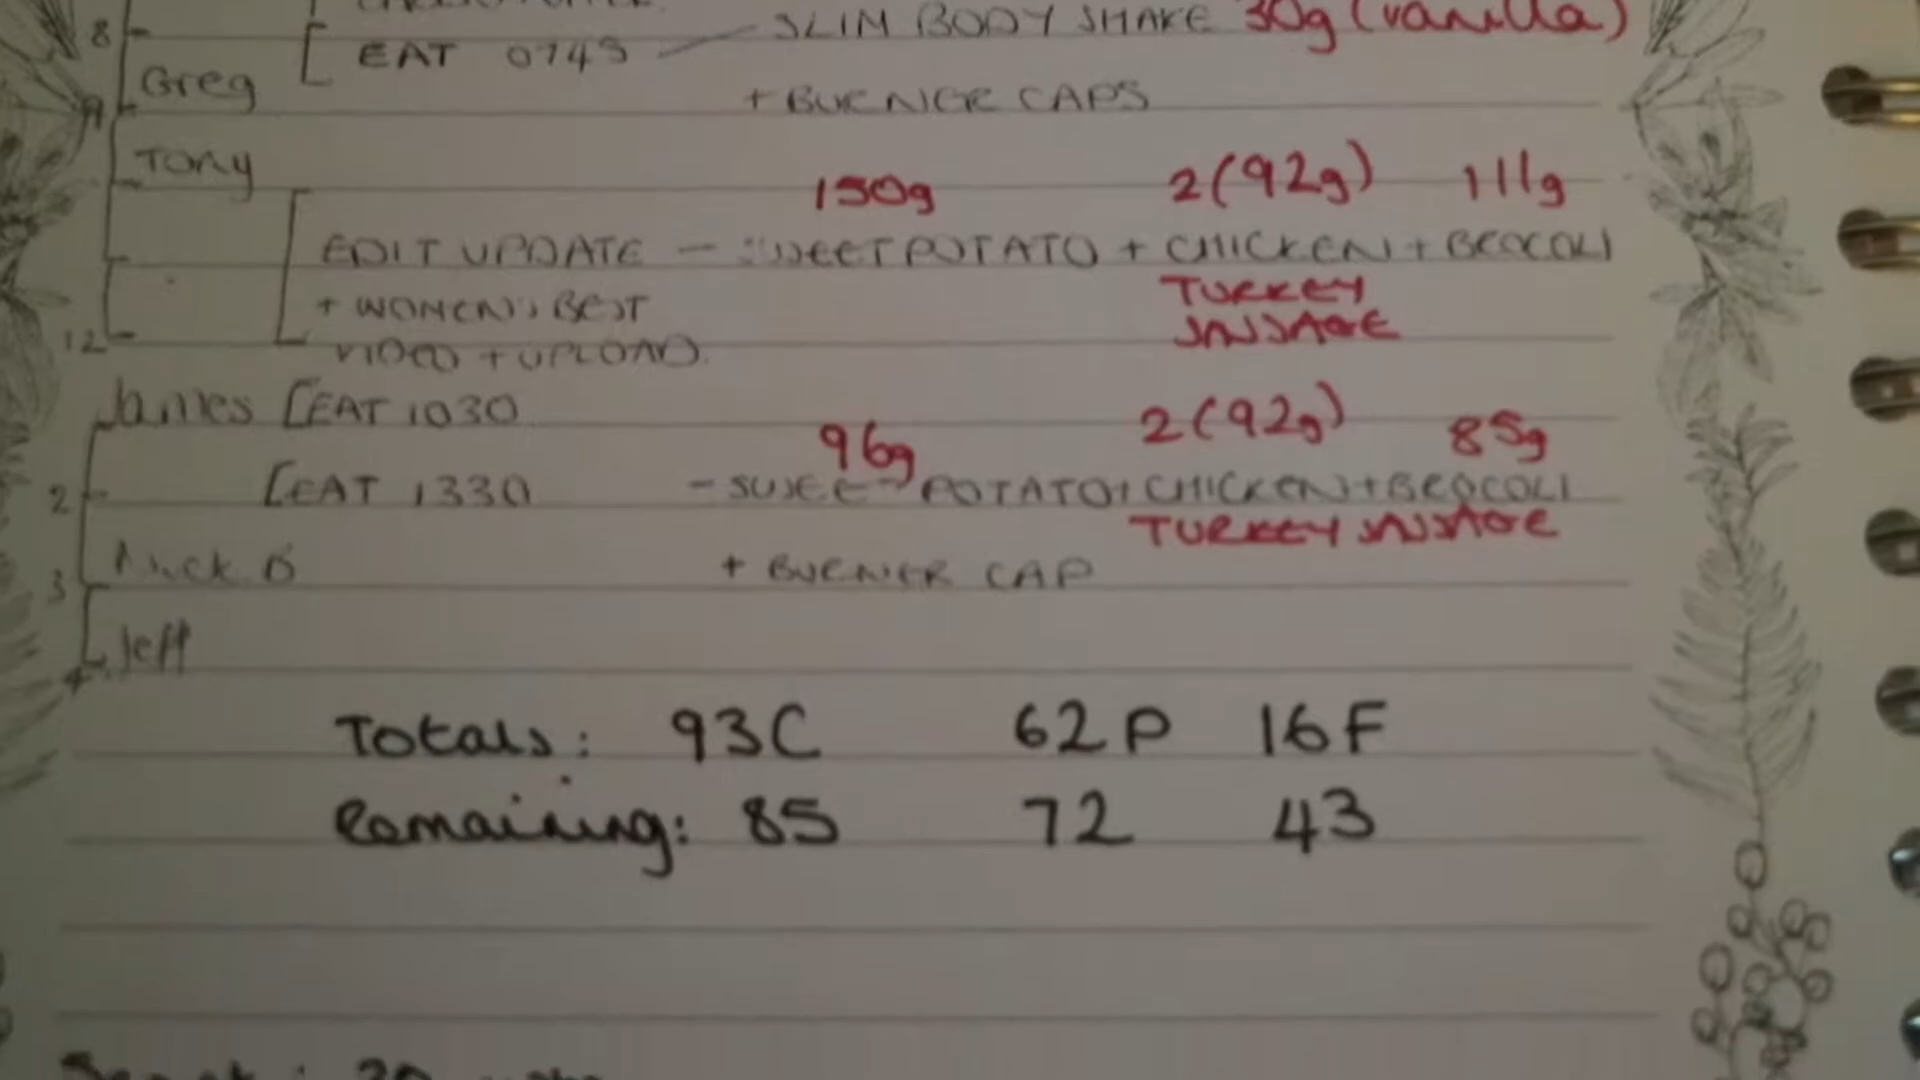 8
[ EAT 0745 — SLIM BODY SHAKE 30g (vanilla)
Greg
9 + BURNER CAPS
Tony
150g 2(92g) 111g
EDIT UPDATE — SWEET POTATO + CHICKEN + BROCOLI
TURKEY
+ WOMEN'S BEST
SAUSAGE
12 VIDEO + UPLOAD.
James [EAT 1030
96g 2(92g) 85g
2 [EAT 1330 - SWEET POTATO + CHICKEN + BROCOLI
TURKEY SAUSAGE
3 Nick B + BURNER CAP
Jeff
4
Totals: 93C 62P 16F
Remaining: 85 72 43